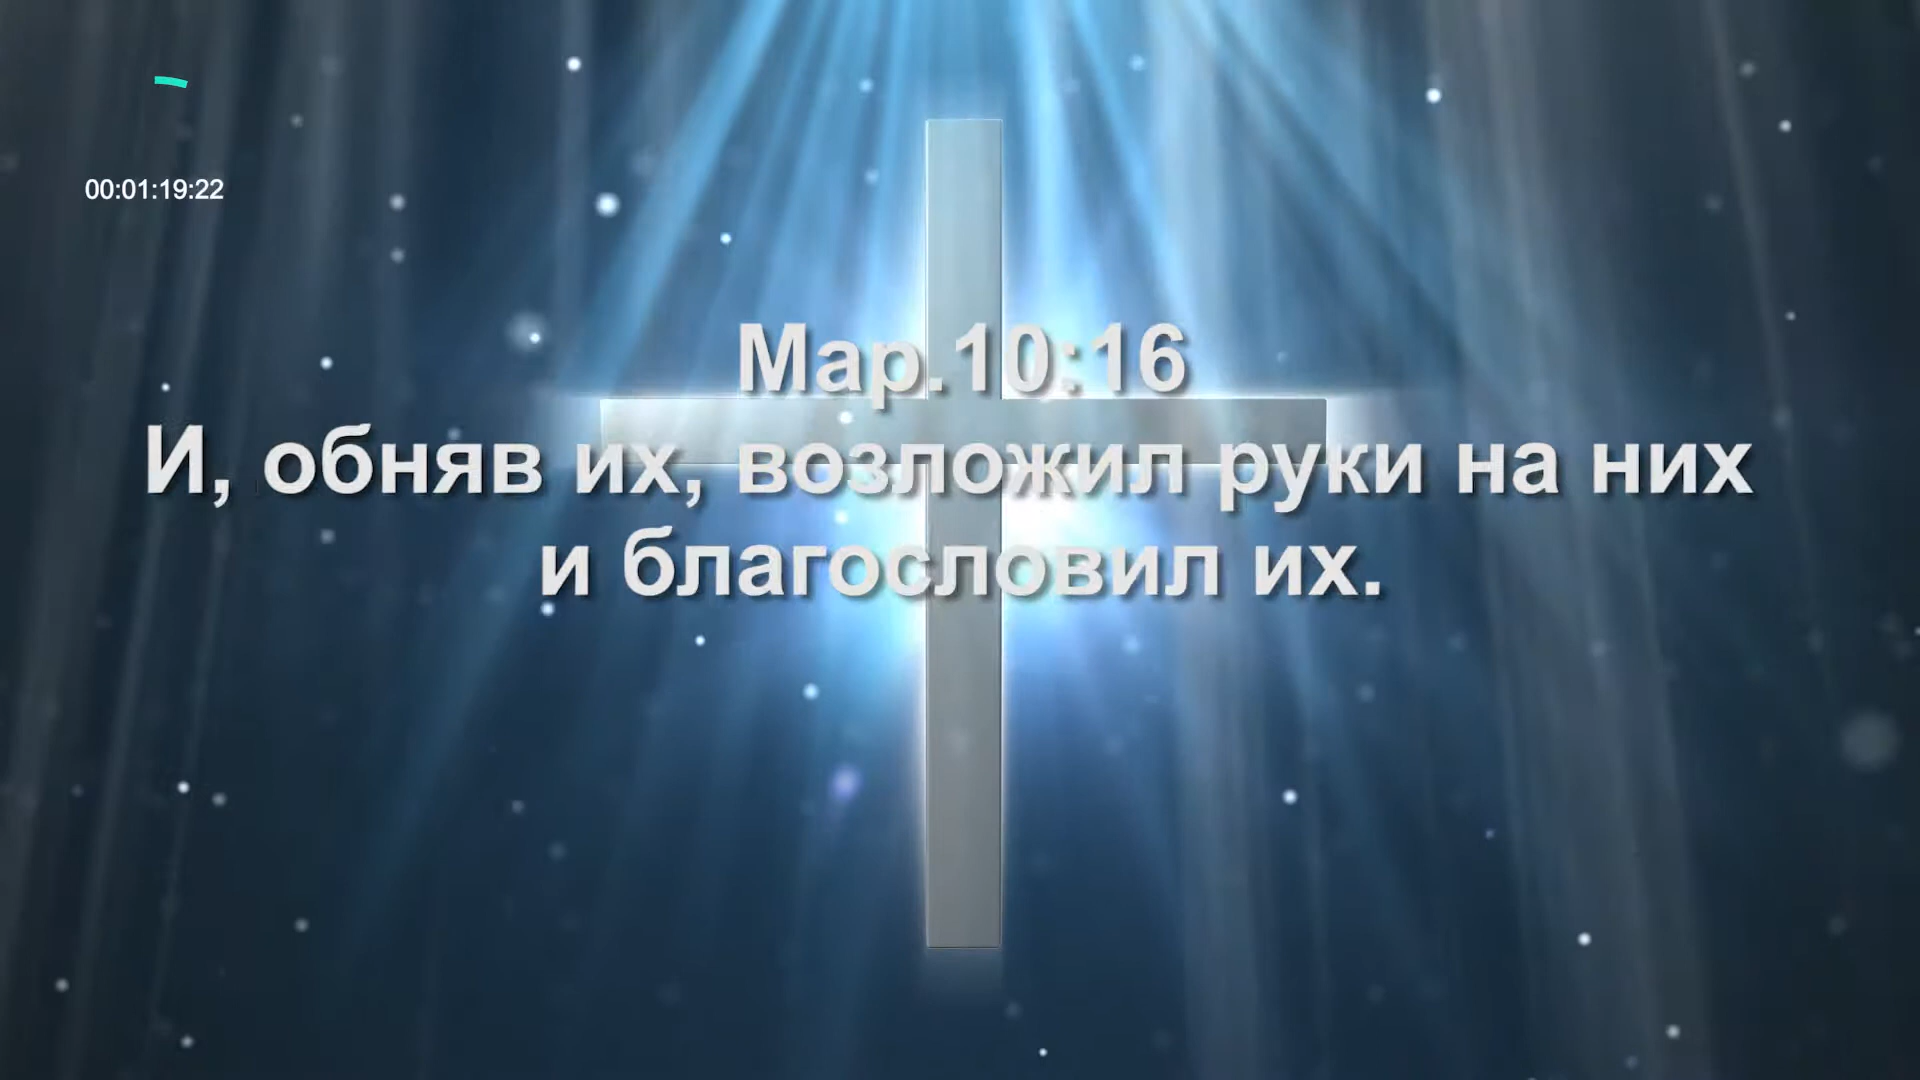 00:01:19:22
Мар.10:16
И, обняв их, возложил руки на них
и благословил их.